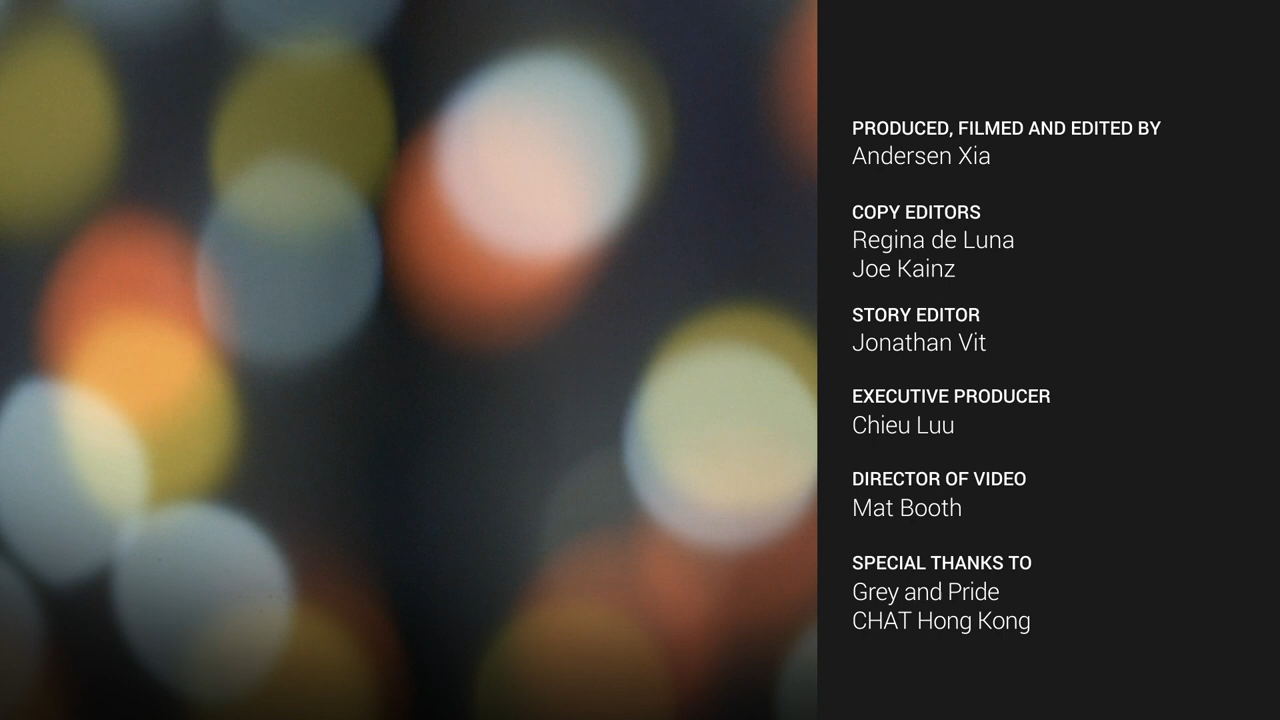 PRODUCED, FILMED AND EDITED BY
Andersen Xia
COPY EDITORS
Regina de Luna
Joe Kainz
STORY EDITOR
Jonathan Vit
EXECUTIVE PRODUCER
Chieu Luu
DIRECTOR OF VIDEO
Mat Booth
SPECIAL THANKS TO
Grey and Pride
CHAT Hong Kong